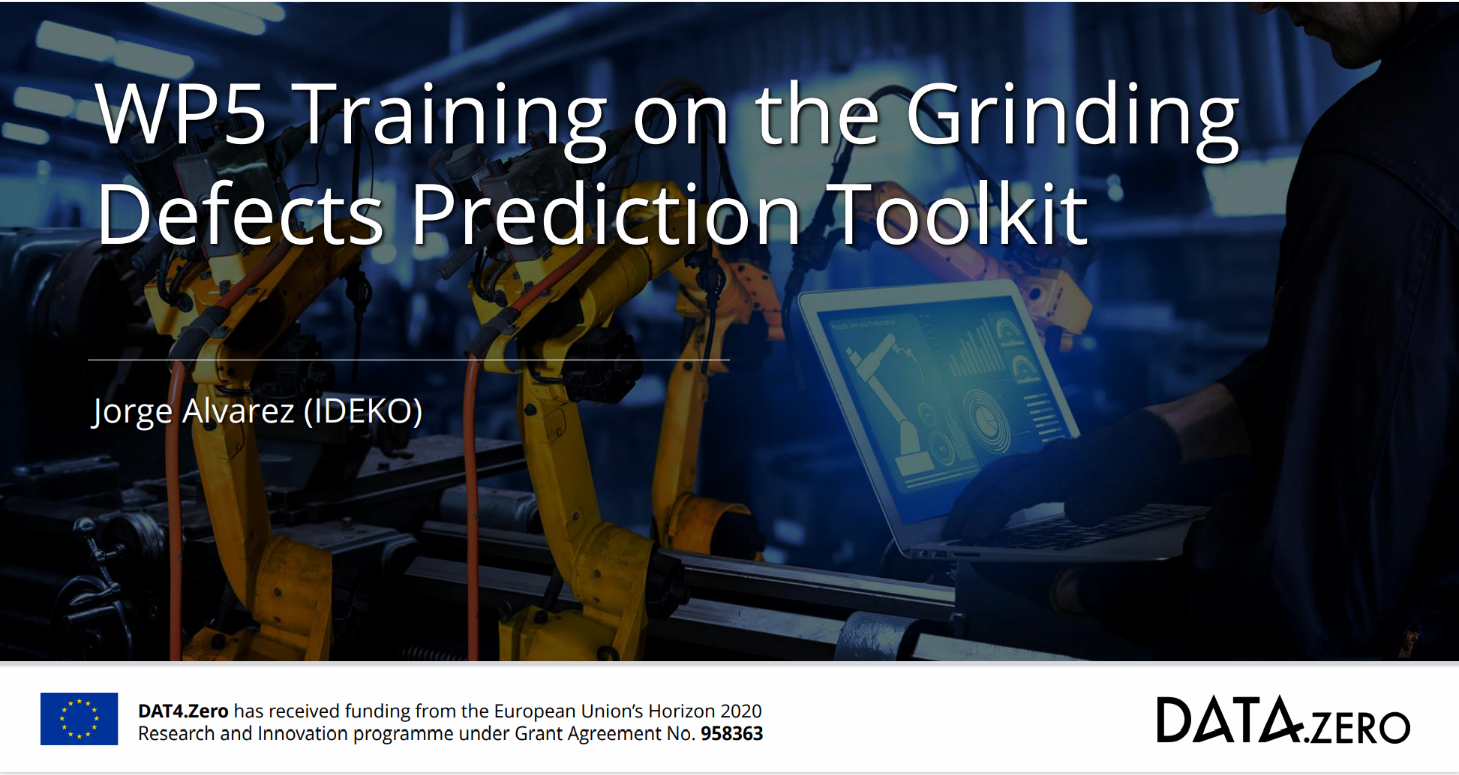 WP5 Training on the Grinding
Defects Prediction Toolkit
Jorge Alvarez (IDEKO)
DAT4.Zero has received funding from the European Union’s Horizon 2020
Research and Innovation programme under Grant Agreement No. 958363
DATA.ZERO